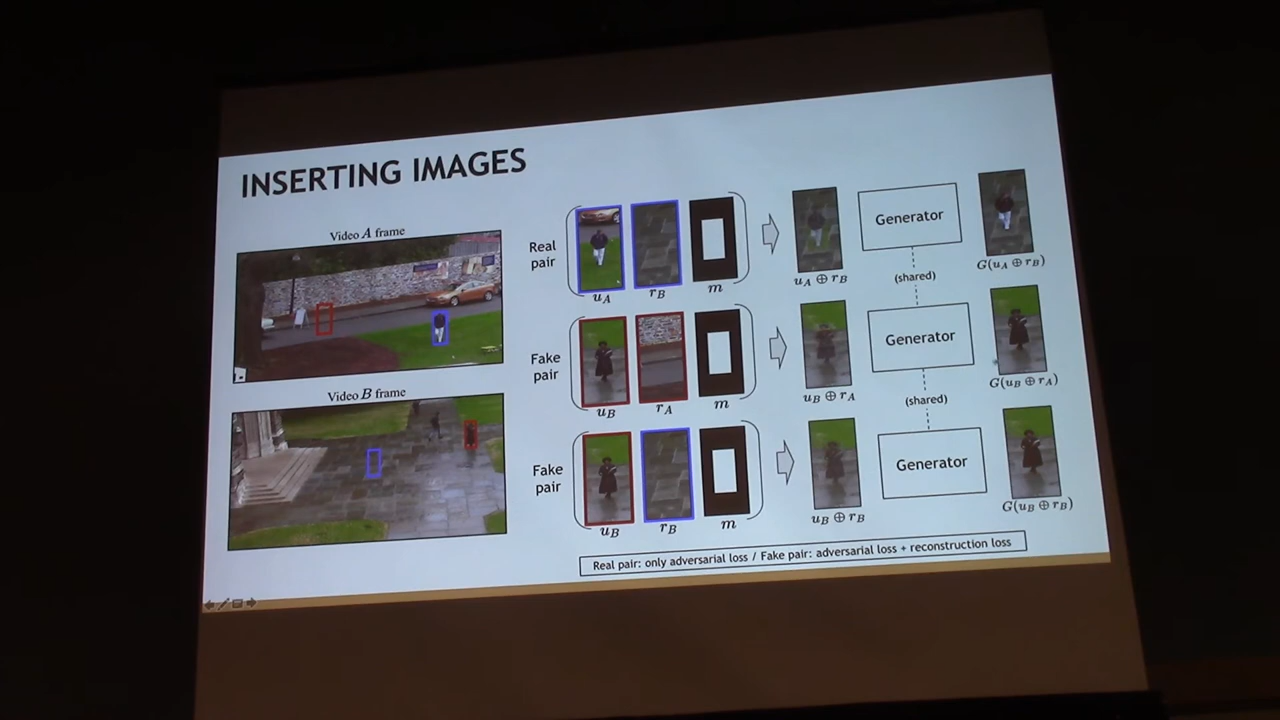 INSERTING IMAGES
Video A frame
Video B frame
Real pair
u_A
r_B
m
u_A ⊕ r_B
Generator
G(u_A ⊕ r_B)
(shared)
Fake pair
u_B
r_A
m
u_B ⊕ r_A
Generator
G(u_B ⊕ r_A)
(shared)
Fake pair
u_B
r_B
m
u_B ⊕ r_B
Generator
G(u_B ⊕ r_B)
Real pair: only adversarial loss / Fake pair: adversarial loss + reconstruction loss